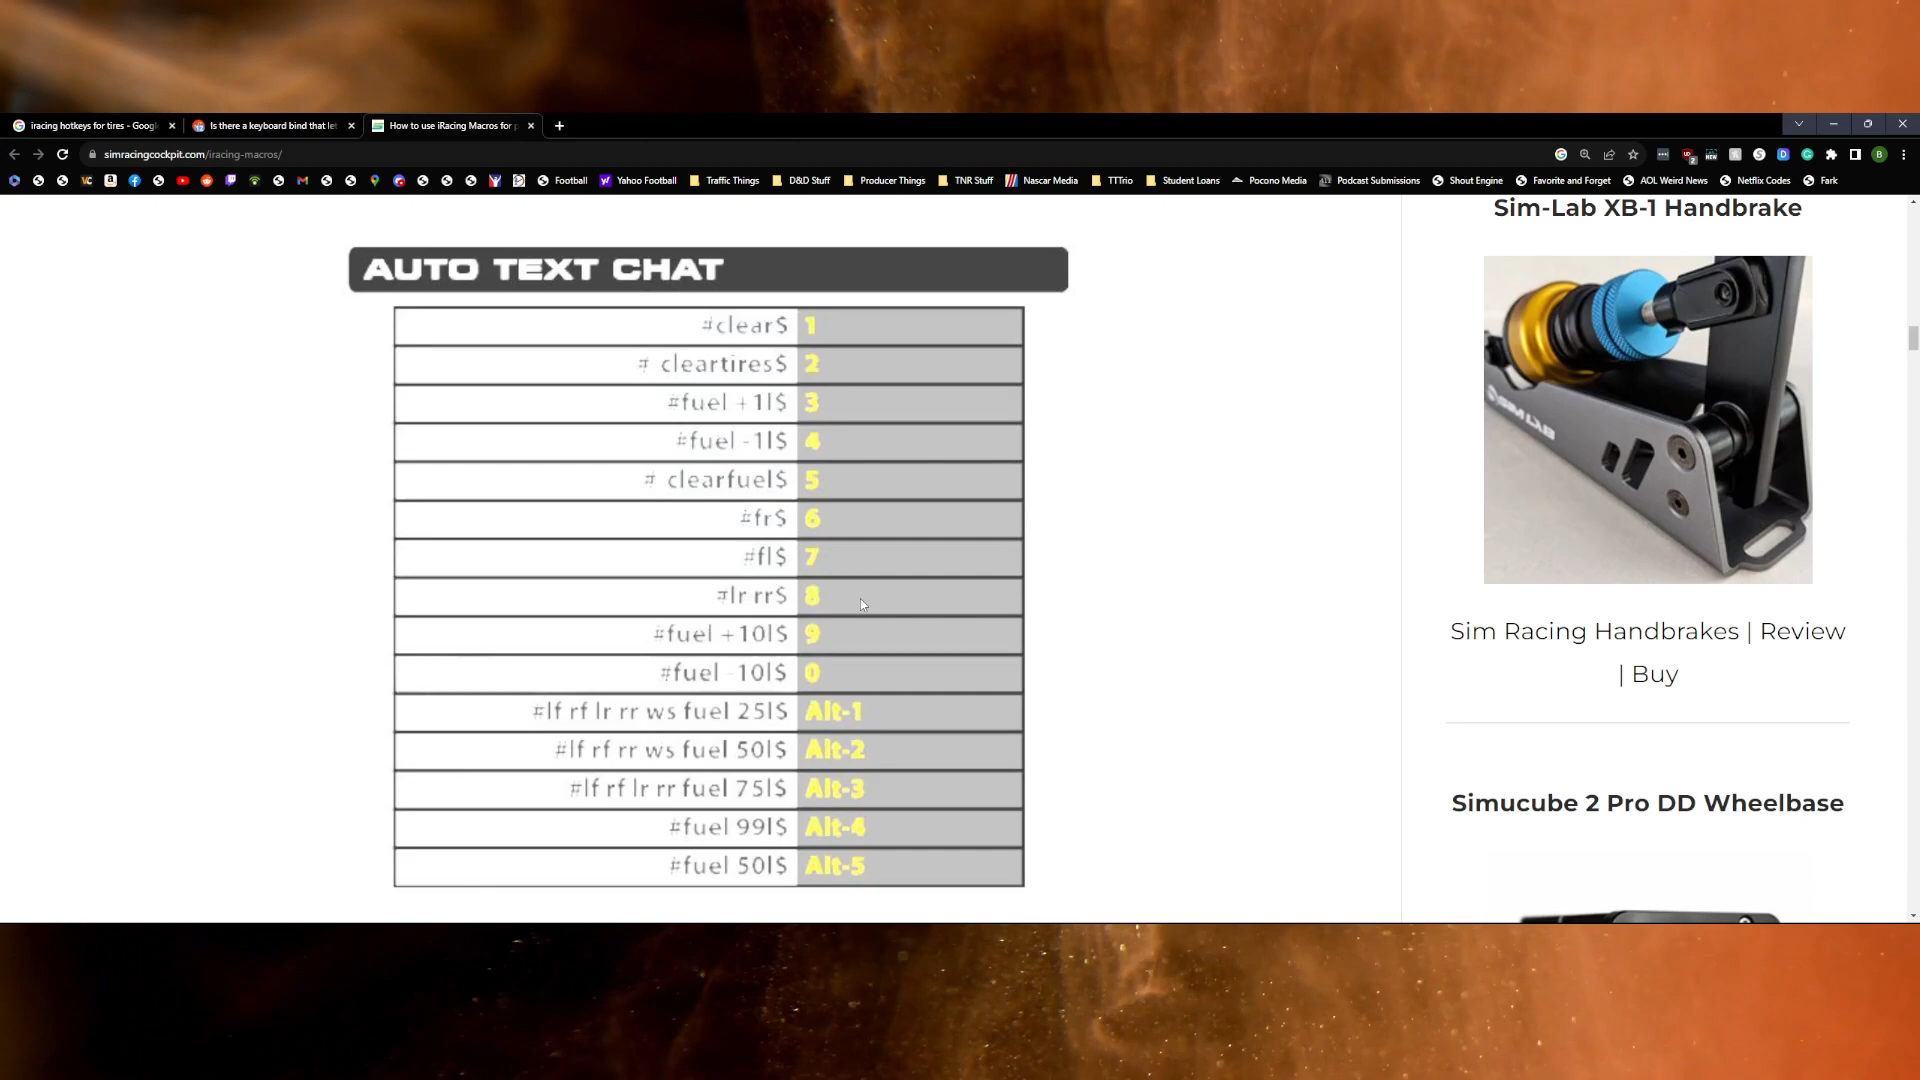 iracing hotkeys for tires - Googl
Is there a keyboard bind that let
How to use iRacing Macros for p
simracingcockpit.com/iracing-macros/
Football
Yahoo Football
Traffic Things
D&D Stuff
Producer Things
TNR Stuff
Nascar Media
TTTrio
Student Loans
Pocono Media
Podcast Submissions
Shout Engine
Favorite and Forget
AOL Weird News
Netflix Codes
Fark
AUTO TEXT CHAT
#clear$ 1
# cleartires$ 2
#fuel +1l$ 3
#fuel -1l$ 4
# clearfuel$ 5
#fr$ 6
#fl$ 7
#lr rr$ 8
#fuel +10l$ 9
#fuel -10l$ 0
#lf rf lr rr ws fuel 25l$ Alt-1
#lf rf rr ws fuel 50l$ Alt-2
#lf rf lr rr fuel 75l$ Alt-3
#fuel 99l$ Alt-4
#fuel 50l$ Alt-5
Sim-Lab XB-1 Handbrake
SIM LAB
Sim Racing Handbrakes | Review
| Buy
Simucube 2 Pro DD Wheelbase